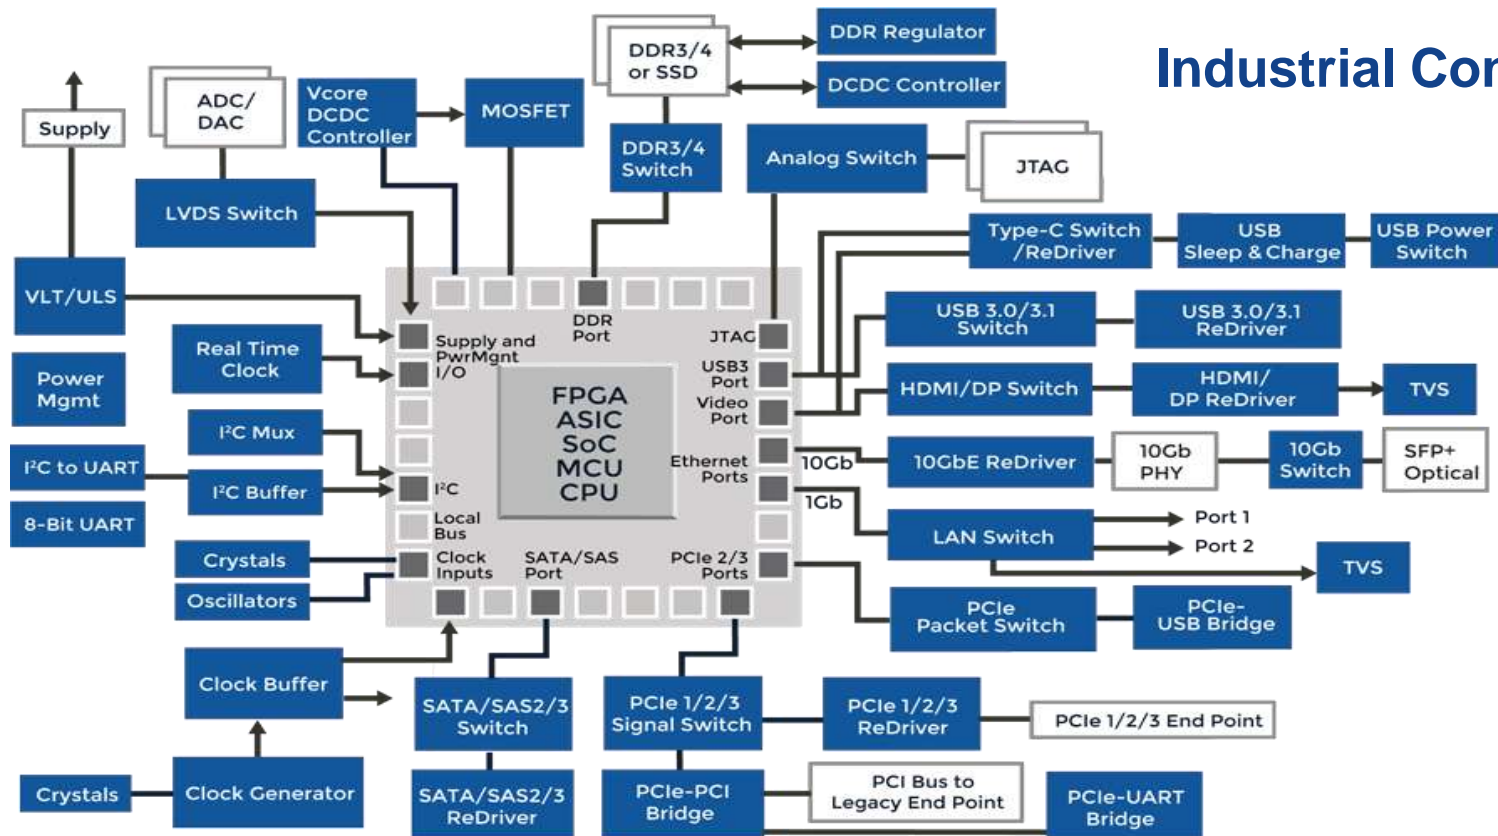 Industrial Con
DDR3/4
or SSD
DDR Regulator
DCDC Controller
Supply
ADC/
DAC
Vcore
DCDC
Controller
MOSFET
DDR3/4
Switch
Analog Switch
JTAG
LVDS Switch
Type-C Switch
/ReDriver
USB
Sleep & Charge
USB Power
Switch
VLT/ULS
DDR
Port
USB 3.0/3.1
Switch
USB 3.0/3.1
ReDriver
Real Time
Clock
Supply and
PwrMgnt
I/O
JTAG
USB3
Port
Power
Mgmt
FPGA
ASIC
SoC
MCU
CPU
Video
Port
HDMI/DP Switch
HDMI/
DP ReDriver
TVS
I²C Mux
I²C to UART
I²C Buffer
I²C
Ethernet
Ports
10Gb
10GbE ReDriver
10Gb
PHY
10Gb
Switch
SFP+
Optical
8-Bit UART
Local
Bus
1Gb
LAN Switch
Port 1
Port 2
TVS
Crystals
Oscillators
Clock
Inputs
SATA/SAS
Port
PCIe 2/3
Ports
PCIe
Packet Switch
PCIe-
USB Bridge
Clock Buffer
SATA/SAS2/3
Switch
PCIe 1/2/3
Signal Switch
PCIe 1/2/3
ReDriver
PCIe 1/2/3 End Point
Crystals
Clock Generator
SATA/SAS2/3
ReDriver
PCIe-PCI
Bridge
PCI Bus to
Legacy End Point
PCIe-UART
Bridge